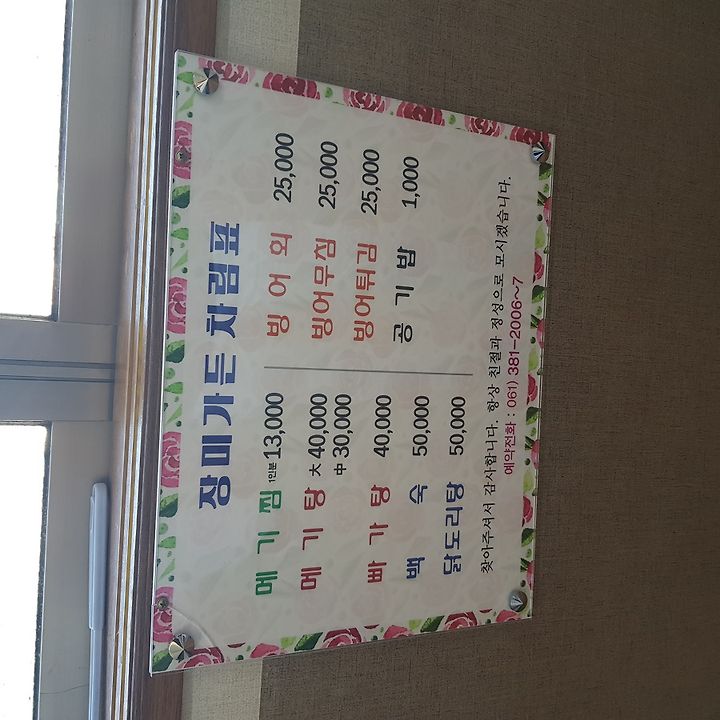 장미가든 차림표
메기찜 1인분 13,000
메기탕 大 40,000
中 30,000
빠가탕 40,000
백숙 50,000
닭도리탕 50,000
빙어회 25,000
빙어무침 25,000
빙어튀김 25,000
공기밥 1,000
찾아주셔서 감사합니다. 항상 친절과 정성으로 모시겠습니다.
예약전화 : 061) 381-2006~7